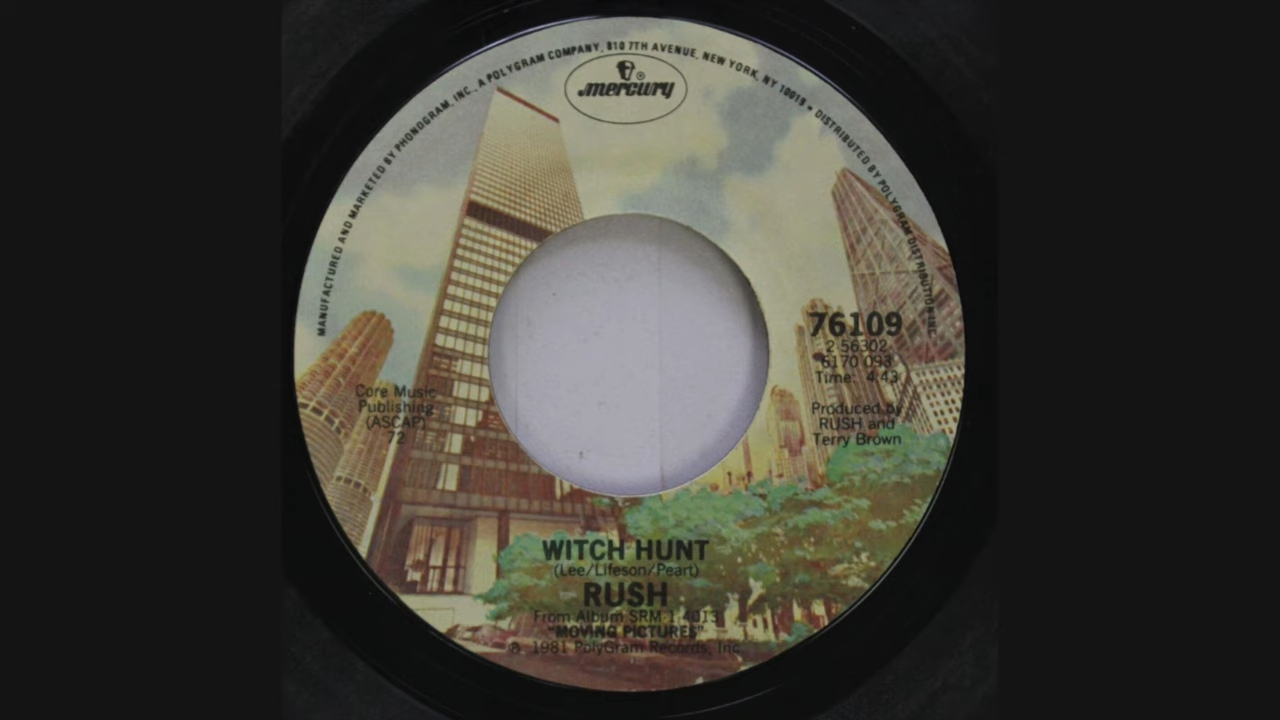 MANUFACTURED AND MARKETED BY PHONOGRAM, INC., A POLYGRAM COMPANY, 810 7TH AVENUE, NEW YORK, NY 10019 • DISTRIBUTED BY POLYGRAM DISTRIBUTION INC.
mercury
®
76109
2 56302
6170 093
Time: 4:43
Core Music
Publishing
(ASCAP)
72
Produced by
RUSH and
Terry Brown
WITCH HUNT
(Lee/Lifeson/Peart)
RUSH
From Album SRM 1 4013
"MOVING PICTURES"
℗ 1981 PolyGram Records, Inc.